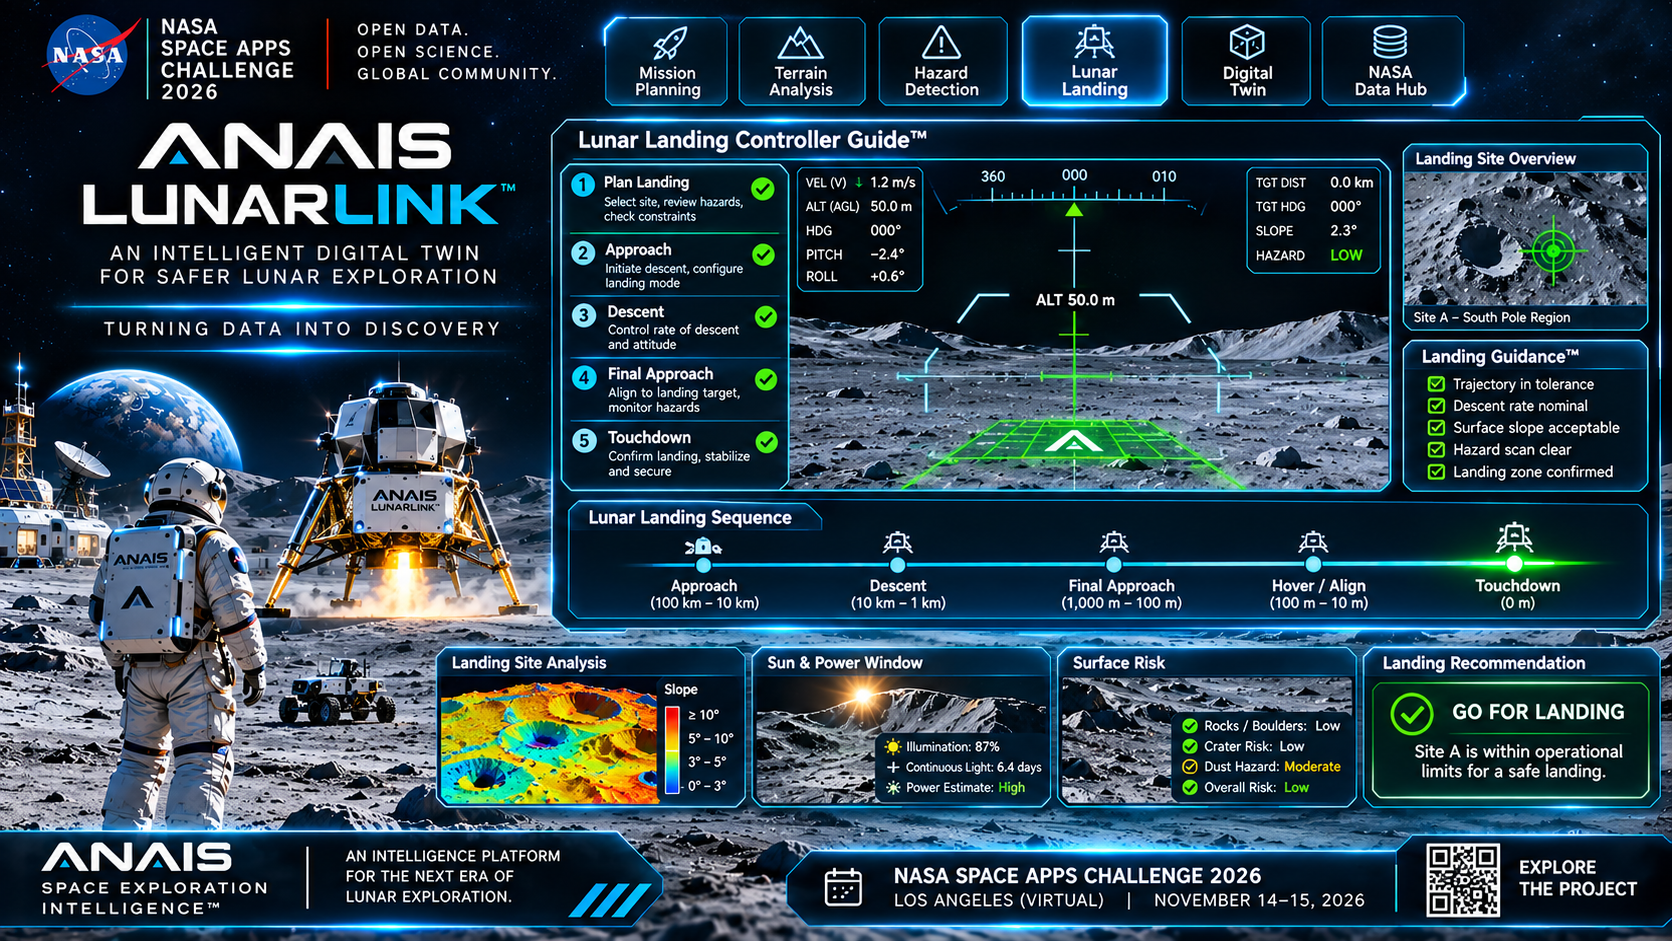 NASA
NASA
SPACE APPS
CHALLENGE
2026
OPEN DATA.
OPEN SCIENCE.
GLOBAL COMMUNITY.
Mission
Planning
Terrain
Analysis
Hazard
Detection
Lunar
Landing
Digital
Twin
NASA
Data Hub
ANAIS
LUNARLINK™
AN INTELLIGENT DIGITAL TWIN
FOR SAFER LUNAR EXPLORATION
TURNING DATA INTO DISCOVERY
ANAIS
LUNARLINK™
ANAIS
Lunar Landing Controller Guide™
1 Plan Landing
Select site, review hazards,
check constraints
2 Approach
Initiate descent, configure
landing mode
3 Descent
Control rate of descent
and attitude
4 Final Approach
Align to landing target,
monitor hazards
5 Touchdown
Confirm landing, stabilize
and secure
VEL (V) ↓ 1.2 m/s
ALT (AGL) 50.0 m
HDG 000°
PITCH −2.4°
ROLL +0.6°
360 000 010
ALT 50.0 m
TGT DIST 0.0 km
TGT HDG 000°
SLOPE 2.3°
HAZARD LOW
Landing Site Overview
Site A – South Pole Region
Landing Guidance™
Trajectory in tolerance
Descent rate nominal
Surface slope acceptable
Hazard scan clear
Landing zone confirmed
Lunar Landing Sequence
Approach
(100 km – 10 km)
Descent
(10 km – 1 km)
Final Approach
(1,000 m – 100 m)
Hover / Align
(100 m – 10 m)
Touchdown
(0 m)
Landing Site Analysis
Slope
≥ 10°
5° – 10°
3° – 5°
0° – 3°
Sun & Power Window
Illumination: 87%
Continuous Light: 6.4 days
Power Estimate: High
Surface Risk
Rocks / Boulders: Low
Crater Risk: Low
Dust Hazard: Moderate
Overall Risk: Low
Landing Recommendation
GO FOR LANDING
Site A is within operational
limits for a safe landing.
ANAIS
SPACE EXPLORATION
INTELLIGENCE™
AN INTELLIGENCE PLATFORM
FOR THE NEXT ERA OF
LUNAR EXPLORATION.
NASA SPACE APPS CHALLENGE 2026
LOS ANGELES (VIRTUAL) | NOVEMBER 14–15, 2026
EXPLORE
THE PROJECT